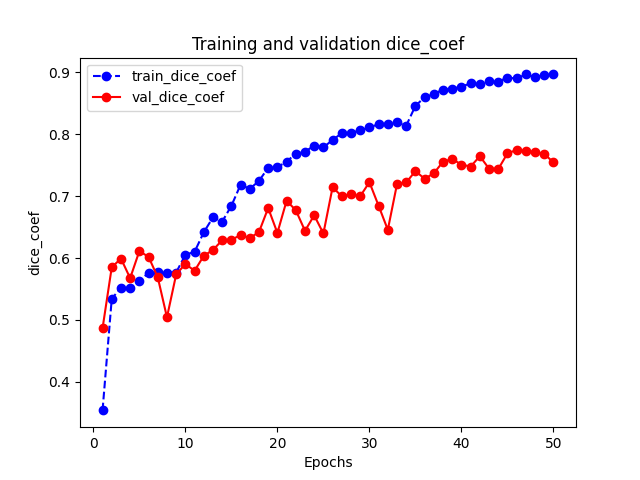 Training and validation dice_coef
train_dice_coef
val_dice_coef
dice_coef
0.9
0.8
0.7
0.6
0.5
0.4
0 10 20 30 40 50
Epochs